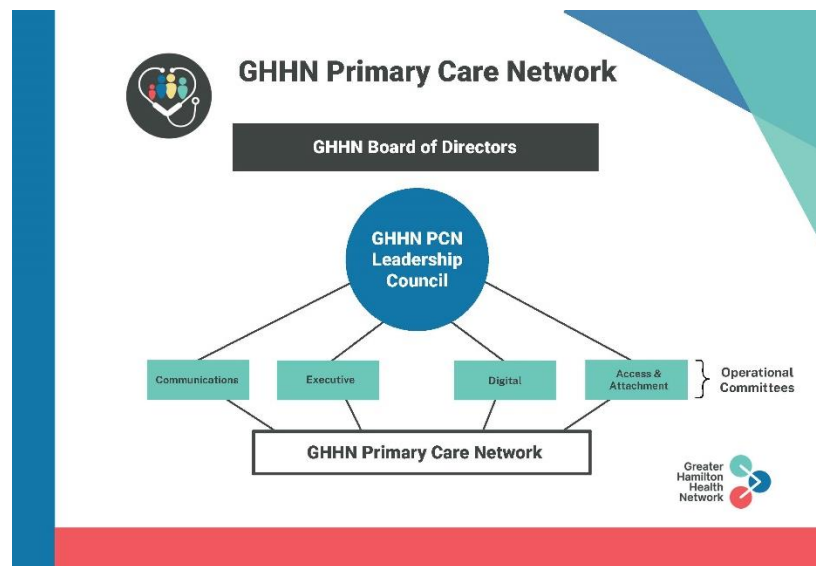 GHHN Primary Care Network
GHHN Board of Directors
GHHN PCN
Leadership
Council
Communications
Executive
Digital
Access &
Attachment
Operational
Committees
GHHN Primary Care Network
Greater
Hamilton
Health
Network